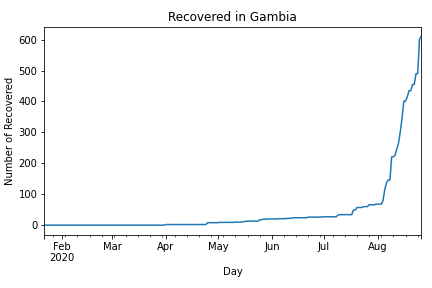 Recovered in Gambia
Number of Recovered
600
500
400
300
200
100
0
Feb
2020
Mar
Apr
May
Jun
Jul
Aug
Day